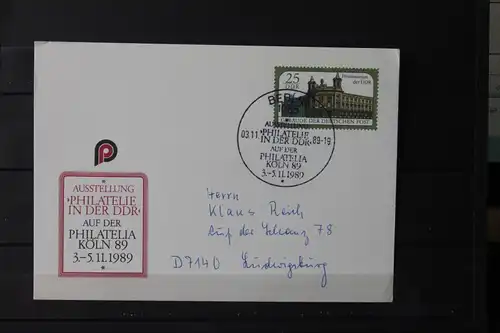 25
DDR
Postmuseum
der DDR
GEBÄUDE DER DEUTSCHEN POST
BERLIN
AUSSTELLUNG
›PHILATELIE
03.11. 89-19
IN DER DDR‹
AUF DER
PHILATELIA
KÖLN 89
3.–5.11.1989
P
AUSSTELLUNG
›PHILATELIE
IN DER DDR‹
AUF DER
PHILATELIA
KÖLN 89
3.–5.11.1989
Herrn
Klaus Reich
Auf der Schanz 78
D7140 Ludwigsburg